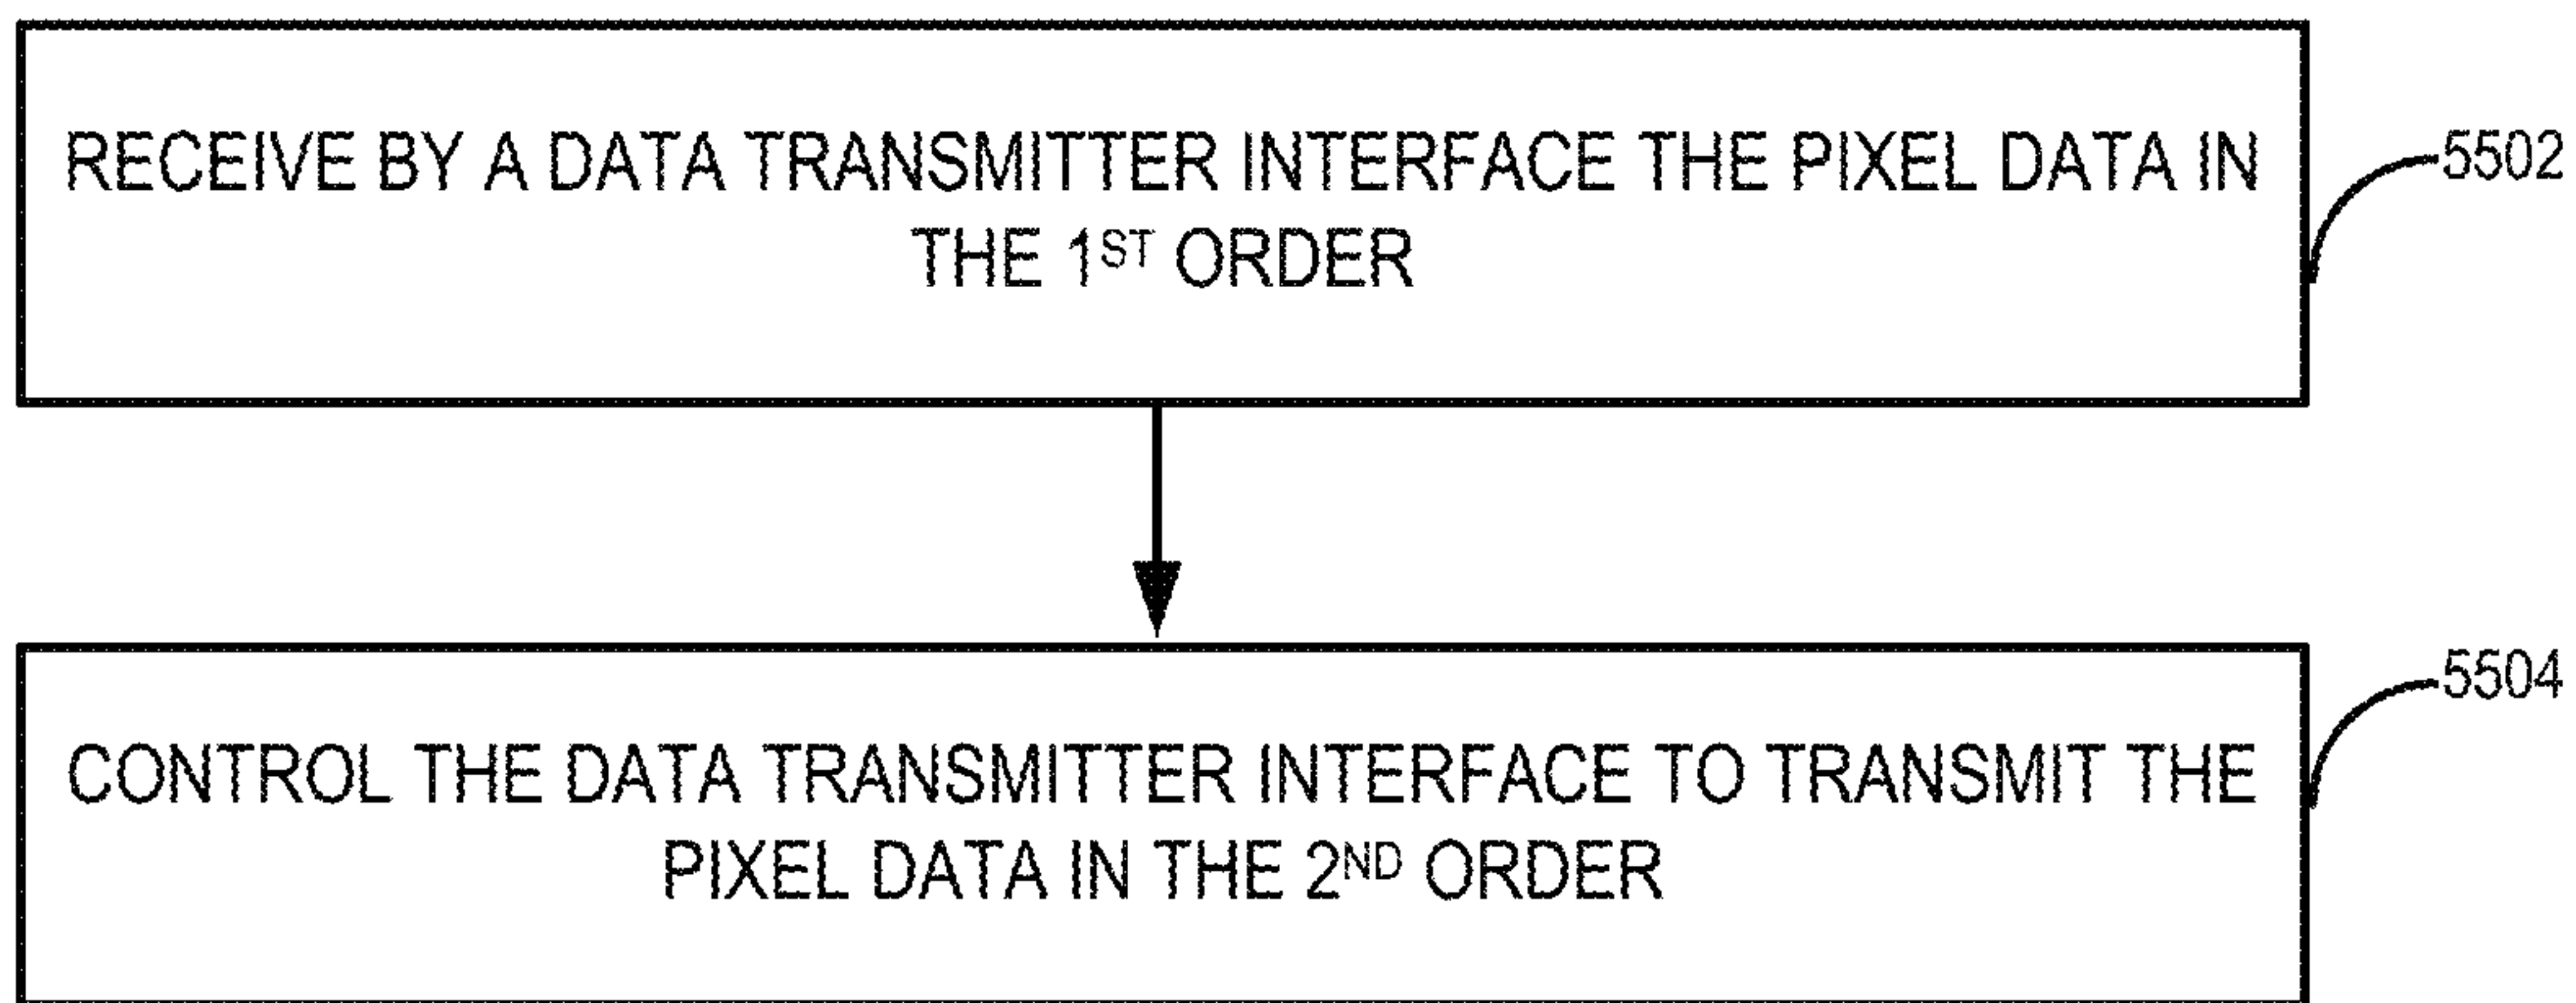 RECEIVE BY A DATA TRANSMITTER INTERFACE THE PIXEL DATA IN
THE 1ST ORDER
5502
CONTROL THE DATA TRANSMITTER INTERFACE TO TRANSMIT THE
PIXEL DATA IN THE 2ND ORDER
5504